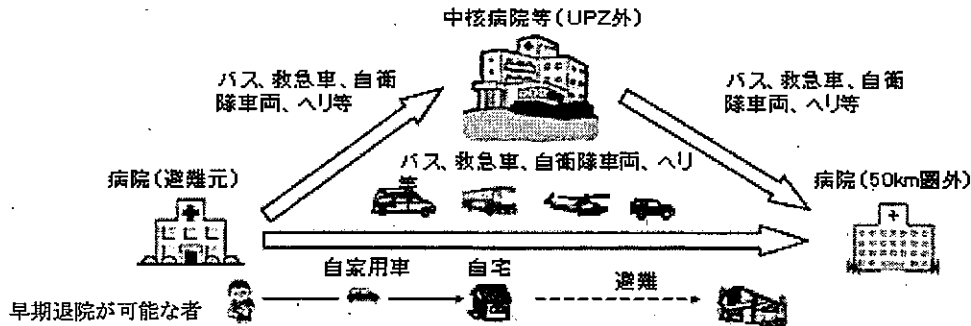 中核病院等（UPZ外）
バス、救急車、自衛
隊車両、ヘリ等
バス、救急車、自衛
隊車両、ヘリ等
バス、救急車、自衛隊車両、ヘリ
等
病院（避難元）
病院（50km圏外）
自家用車
自宅
避難
早期退院が可能な者